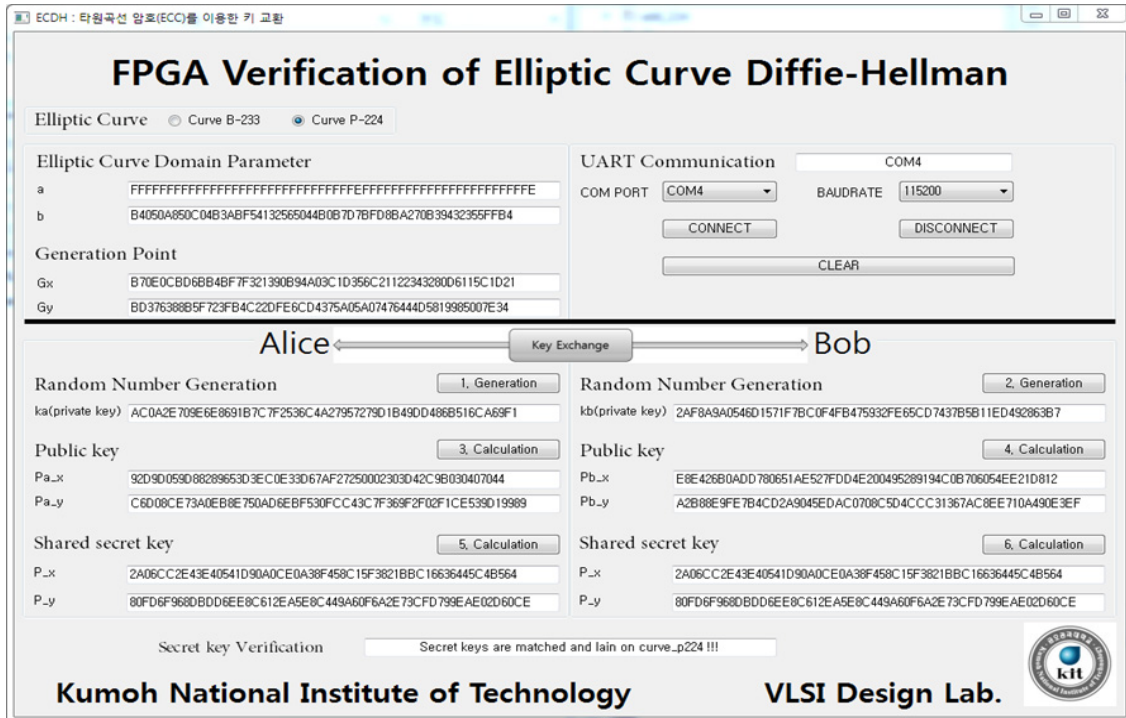 ECDH : 타원곡선 암호(ECC)를 이용한 키 교환
FPGA Verification of Elliptic Curve Diffie-Hellman
Elliptic Curve Curve B-233 Curve P-224
Elliptic Curve Domain Parameter
a FFFFFFFFFFFFFFFFFFFFFFFFFFFFFFFEFFFFFFFFFFFFFFFFFFFFFFFE
b B4050A850C04B3ABF54132565044B0B7D7BFD8BA270B39432355FFB4
Generation Point
Gx B70E0CBD6BB4BF7F321390B94A03C1D356C21122343280D6115C1D21
Gy BD376388B5F723FB4C22DFE6CD4375A05A07476444D5819985007E34
UART Communication COM4
COM PORT COM4 BAUDRATE 115200
CONNECT DISCONNECT
CLEAR
Alice Key Exchange Bob
Random Number Generation 1, Generation
ka(private key) AC0A2E709E6E8691B7C7F2536C4A27957279D1B49DD486B516CA69F1
Public key 3, Calculation
Pa_x 92D9D059D88289653D3EC0E33D67AF27250002303D42C9B030407044
Pa_y C6D08CE73A0EB8E750AD6EBF530FCC43C7F369F2F02F1CE539D19989
Shared secret key 5, Calculation
P_x 2A06CC2E43E40541D90A0CE0A38F458C15F3821BBC16636445C4B564
P_y 80FD6F968DBDD6EE8C612EA5E8C449A60F6A2E73CFD799EAE02D60CE
Random Number Generation 2, Generation
kb(private key) 2AF8A9A0546D1571F7BC0F4FB475932FE65CD7437B5B11ED492863B7
Public key 4, Calculation
Pb_x E8E426B0ADD780651AE527FDD4E200495289194C0B706054EE21D812
Pb_y A2B88E9FE7B4CD2A9045EDAC0708C5D4CCC31367AC8EE710A490E3EF
Shared secret key 6, Calculation
P_x 2A06CC2E43E40541D90A0CE0A38F458C15F3821BBC16636445C4B564
P_y 80FD6F968DBDD6EE8C612EA5E8C449A60F6A2E73CFD799EAE02D60CE
Secret key Verification Secret keys are matched and lain on curve_p224 !!!
Kumoh National Institute of Technology VLSI Design Lab.
kit